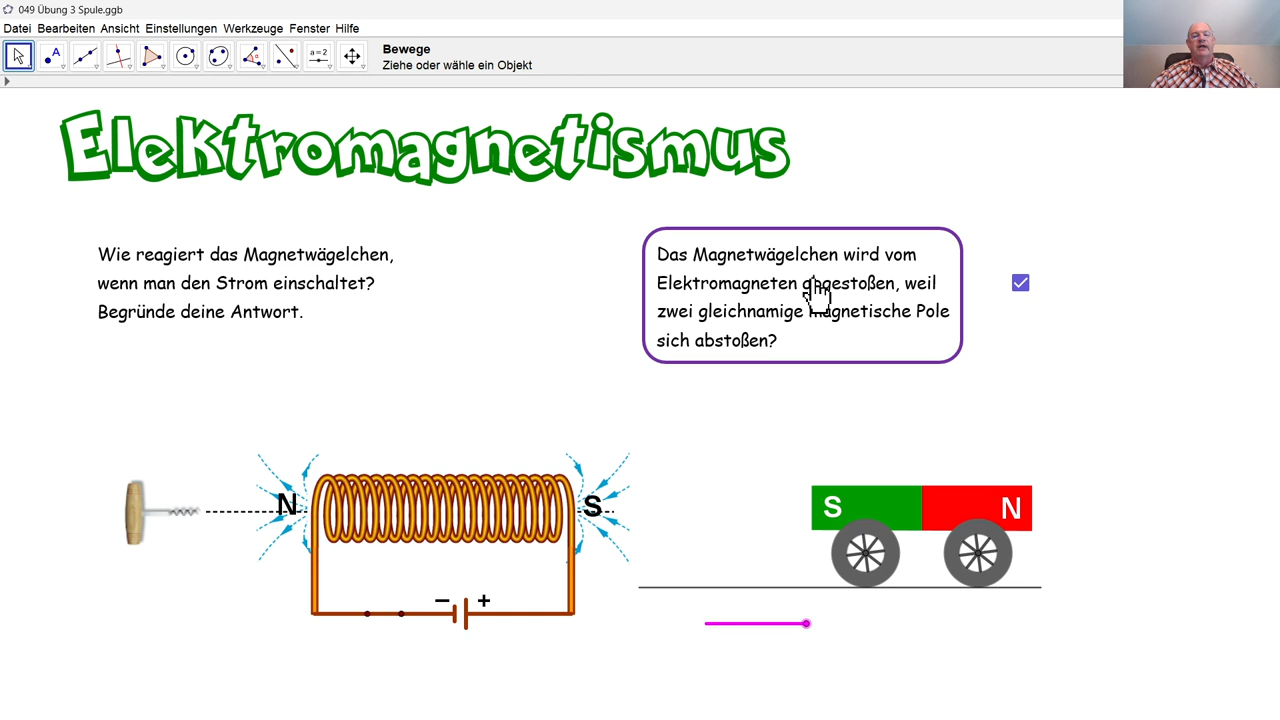 049 Übung 3 Spule.ggb
Datei Bearbeiten Ansicht Einstellungen Werkzeuge Fenster Hilfe
A
a=2
Bewege
Ziehe oder wähle ein Objekt
Elektromagnetismus
Wie reagiert das Magnetwägelchen,
wenn man den Strom einschaltet?
Begründe deine Antwort.
Das Magnetwägelchen wird vom
Elektromagneten abgestoßen, weil
zwei gleichnamige magnetische Pole
sich abstoßen?
N
S
S
N
− +